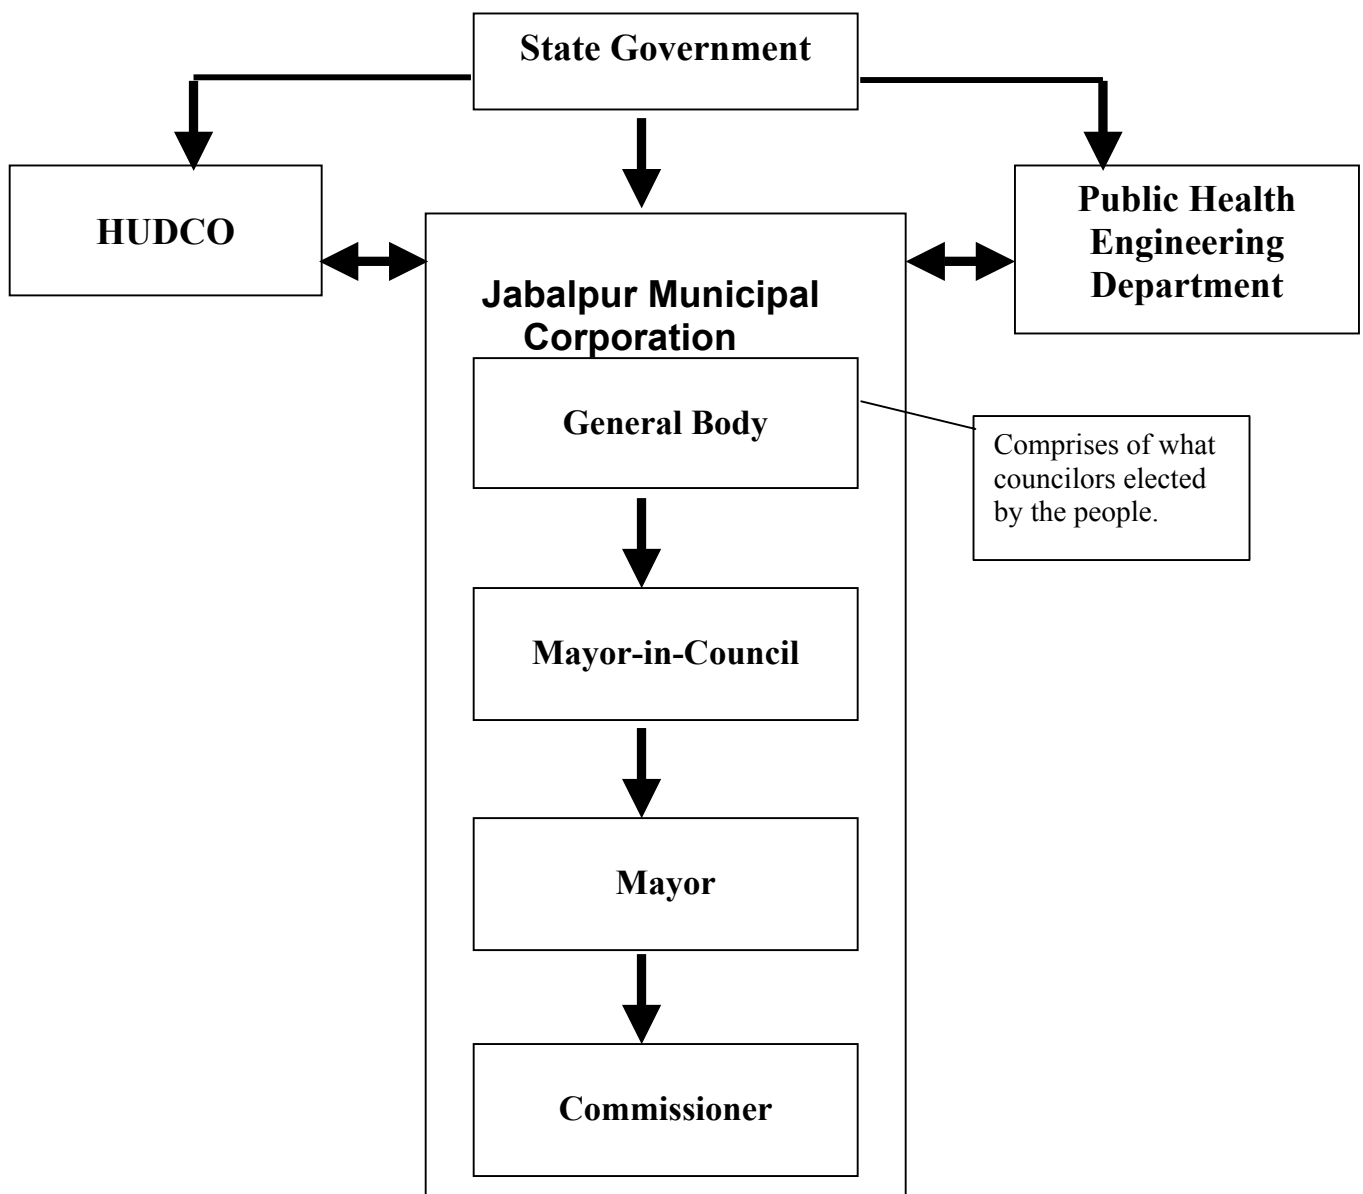 State Government
HUDCO
Public Health
Engineering
Department
Jabalpur Municipal
Corporation
General Body
Comprises of what
councilors elected
by the people.
Mayor-in-Council
Mayor
Commissioner